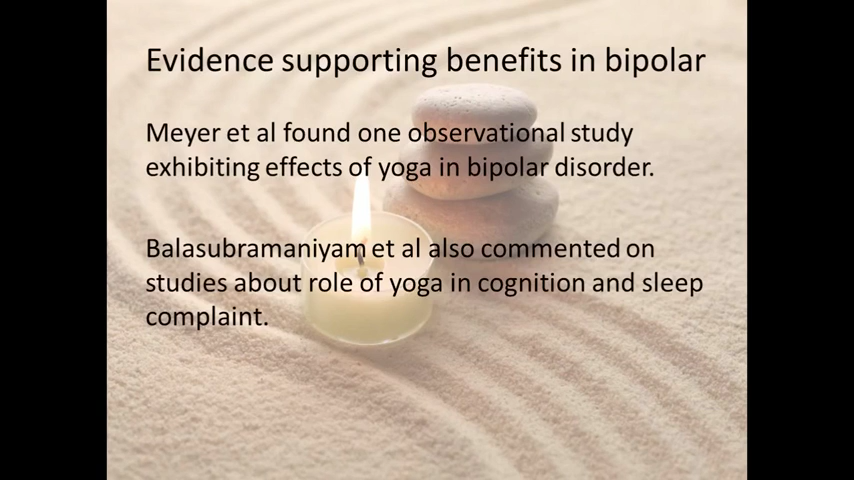 Evidence supporting benefits in bipolar
Meyer et al found one observational study
exhibiting effects of yoga in bipolar disorder.
Balasubramaniyam et al also commented on
studies about role of yoga in cognition and sleep
complaint.